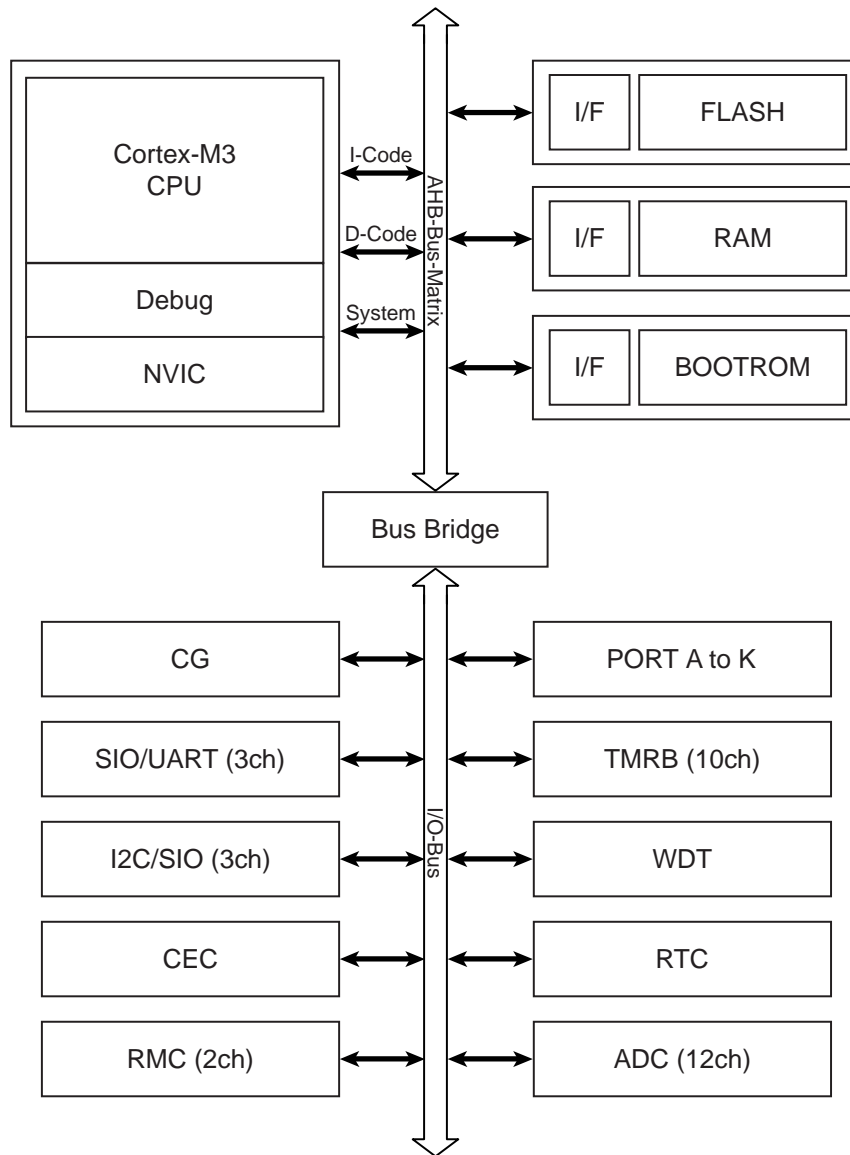 Cortex-M3
CPU
Debug
NVIC
I-Code
D-Code
System
AHB-Bus-Matrix
I/F
FLASH
I/F
RAM
I/F
BOOTROM
Bus Bridge
CG
PORT A to K
SIO/UART (3ch)
TMRB (10ch)
I2C/SIO (3ch)
I/O-Bus
WDT
CEC
RTC
RMC (2ch)
ADC (12ch)